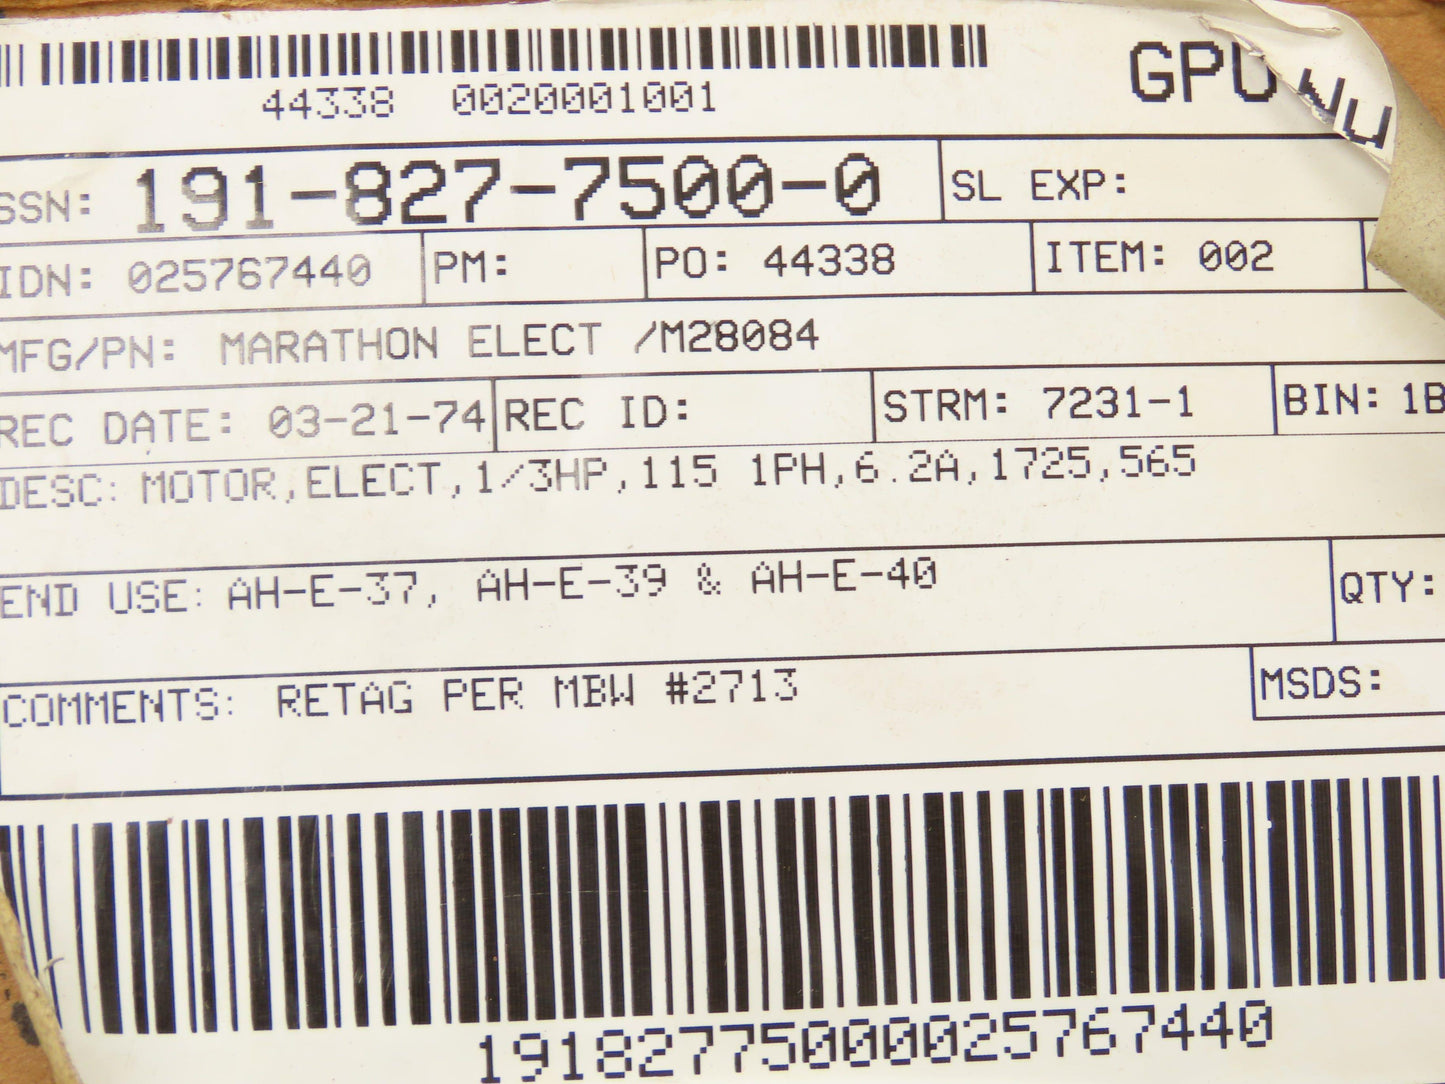 44338 0020001001
GPU
SSN: 191-827-7500-0 SL EXP:
IDN: 025767440 PM: PO: 44338 ITEM: 002
MFG/PN: MARATHON ELECT /M28084
REC DATE: 03-21-74 REC ID: STRM: 7231-1 BIN: 1B
DESC: MOTOR,ELECT,1/3HP,115 1PH,6.2A,1725,565
END USE: AH-E-37, AH-E-39 & AH-E-40 QTY:
COMMENTS: RETAG PER MBW #2713 MSDS:
191827750000025767440